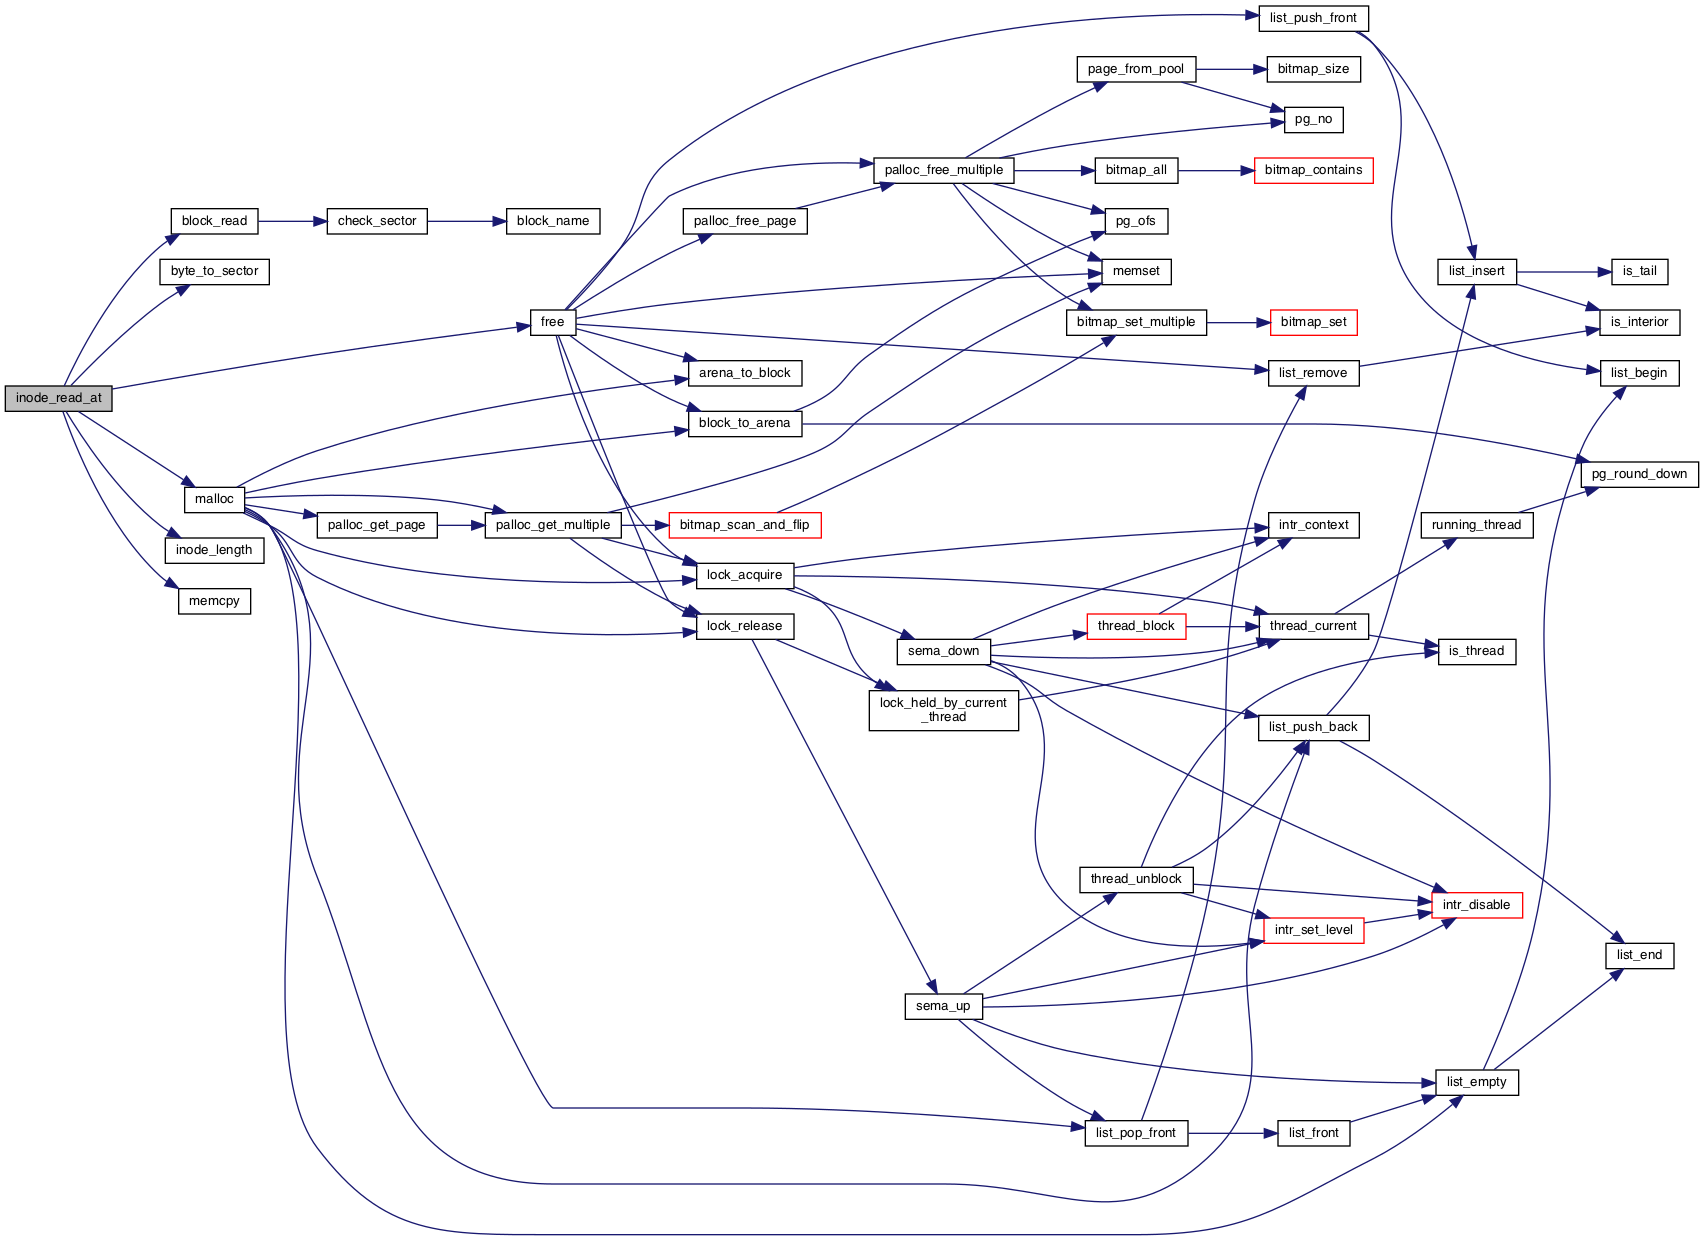 list_push_front
page_from_pool
bitmap_size
pg_no
palloc_free_multiple
bitmap_all
bitmap_contains
block_read
check_sector
block_name
palloc_free_page
pg_ofs
byte_to_sector
memset
list_insert
is_tail
free
bitmap_set_multiple
bitmap_set
is_interior
arena_to_block
list_remove
list_begin
inode_read_at
block_to_arena
pg_round_down
malloc
palloc_get_page
palloc_get_multiple
bitmap_scan_and_flip
intr_context
running_thread
inode_length
lock_acquire
memcpy
lock_release
thread_block
thread_current
sema_down
is_thread
lock_held_by_current
_thread
list_push_back
thread_unblock
intr_disable
intr_set_level
list_end
sema_up
list_empty
list_pop_front
list_front